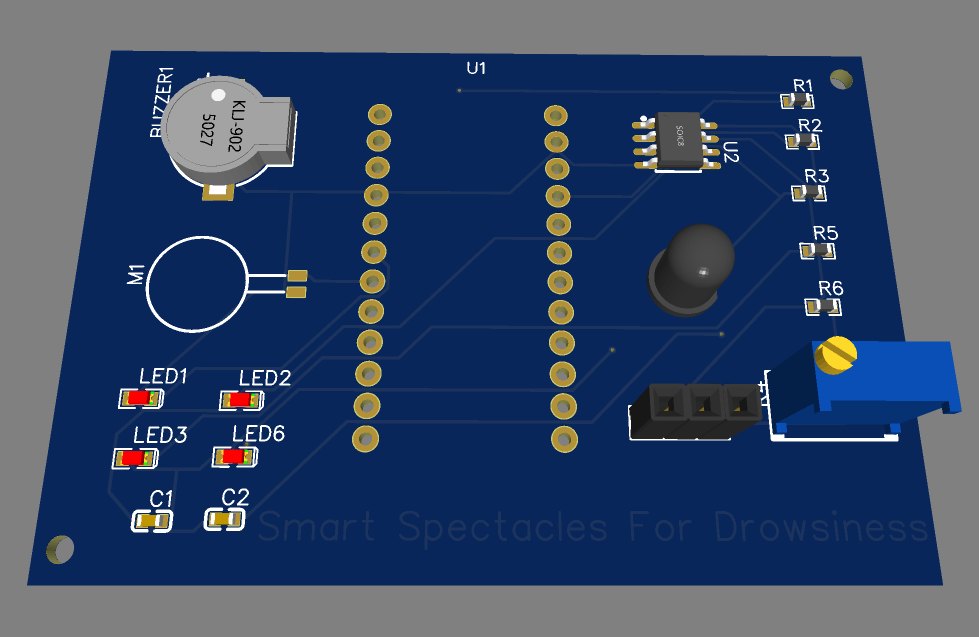 U1
BUZZER1
KLJ-902
5027
R1
R2
SOIC8
U2
R3
M1
R5
R6
LED1
LED2
LED3
LED6
C1
C2
Smart Spectacles For Drowsiness